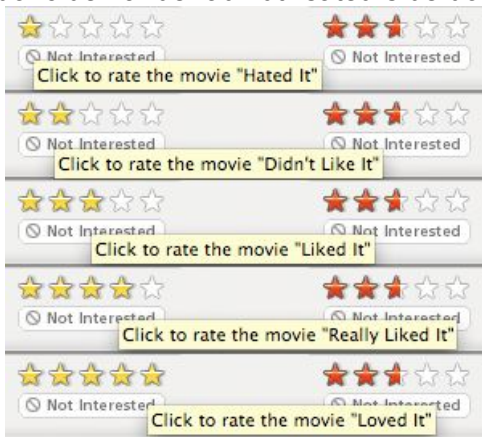 Not Interested Not Interested
Click to rate the movie "Hated It"
Not Interested Not Interested
Click to rate the movie "Didn't Like It"
Not Interested Not Interested
Click to rate the movie "Liked It"
Not Interested Not Interested
Click to rate the movie "Really Liked It"
Not Interested Not Interested
Click to rate the movie "Loved It"